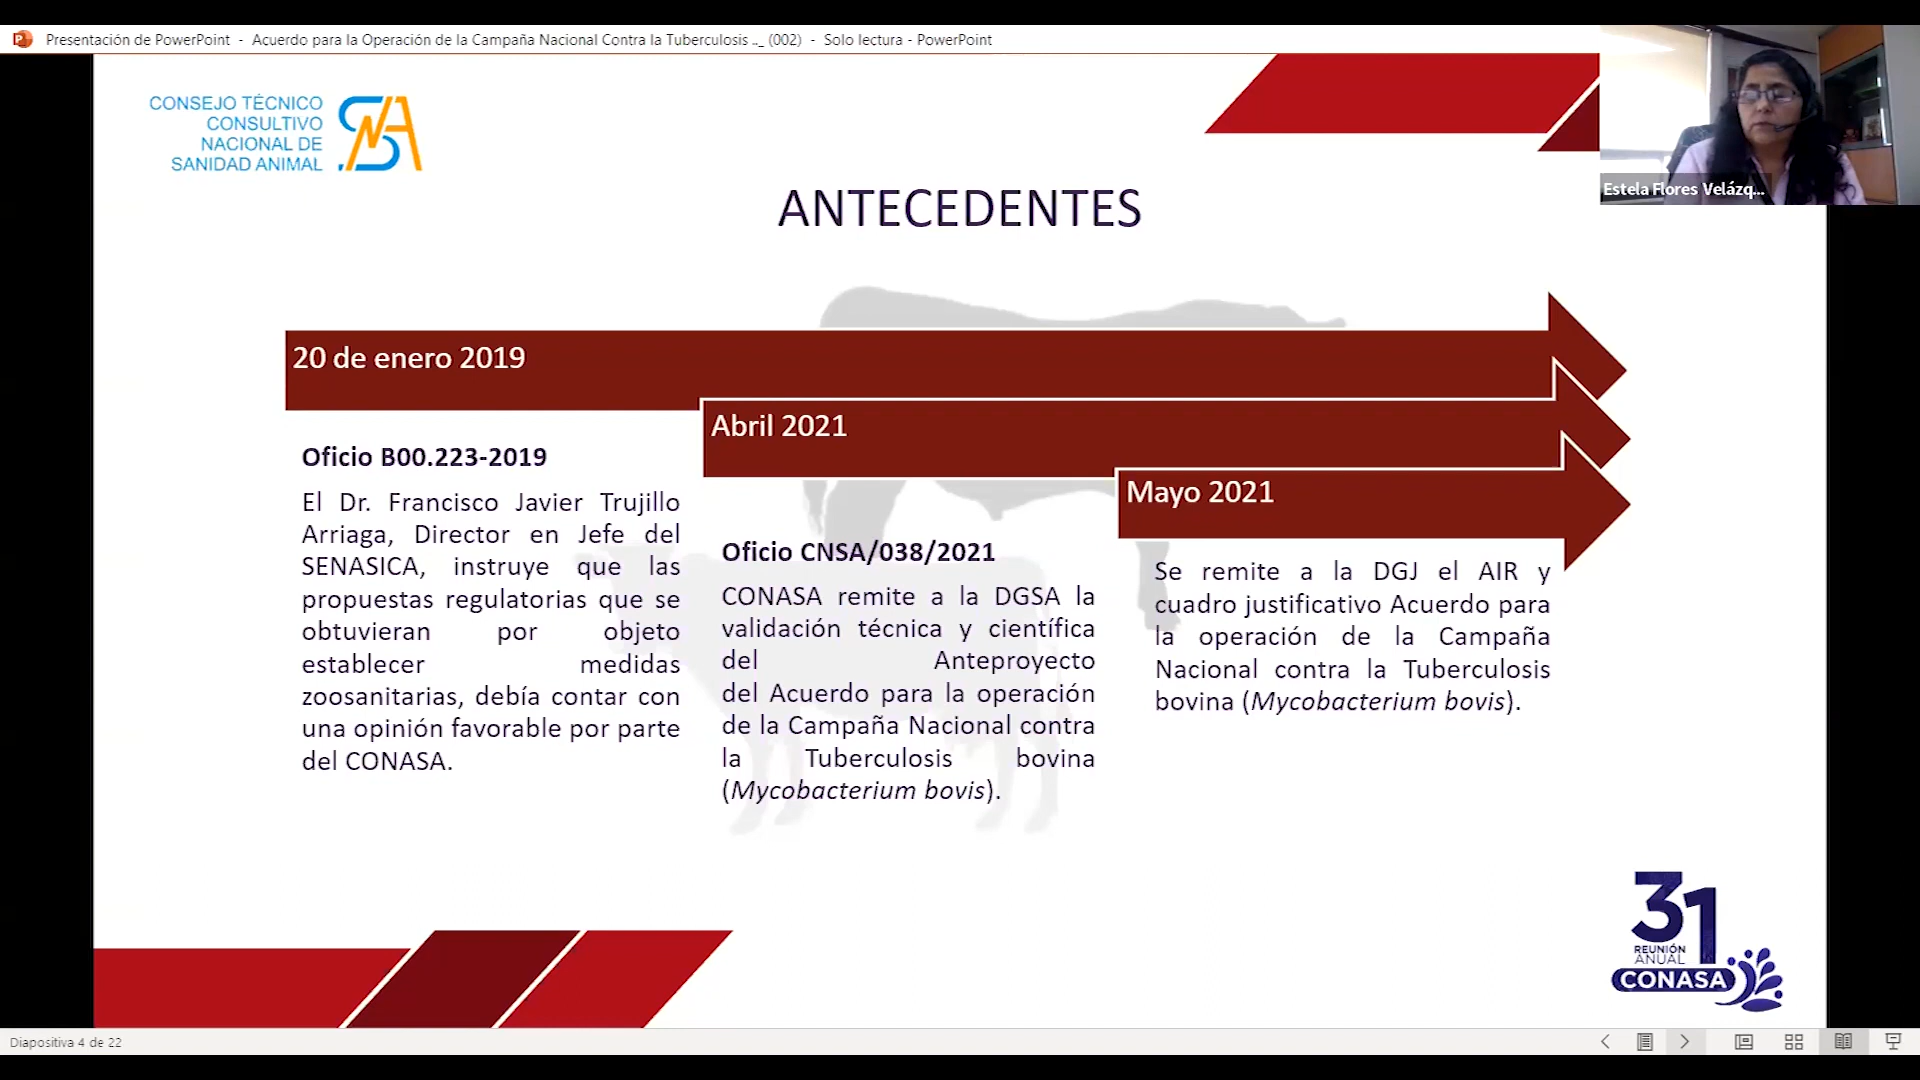 Presentación de PowerPoint - Acuerdo para la Operación de la Campaña Nacional Contra la Tuberculosis .._ (002) - Solo lectura - PowerPoint
CONSEJO TÉCNICO
CONSULTIVO
NACIONAL DE
SANIDAD ANIMAL
Estela Flores Velázq...
ANTECEDENTES
20 de enero 2019
Oficio B00.223-2019
El Dr. Francisco Javier Trujillo
Arriaga, Director en Jefe del
SENASICA, instruye que las
propuestas regulatorias que se
obtuvieran por objeto
establecer medidas
zoosanitarias, debía contar con
una opinión favorable por parte
del CONASA.
Abril 2021
Oficio CNSA/038/2021
CONASA remite a la DGSA la
validación técnica y científica
del Anteproyecto
del Acuerdo para la operación
de la Campaña Nacional contra
la Tuberculosis bovina
(Mycobacterium bovis).
Mayo 2021
Se remite a la DGJ el AIR y
cuadro justificativo Acuerdo para
la operación de la Campaña
Nacional contra la Tuberculosis
bovina (Mycobacterium bovis).
31
REUNIÓN
ANUAL
CONASA
Diapositiva 4 de 22